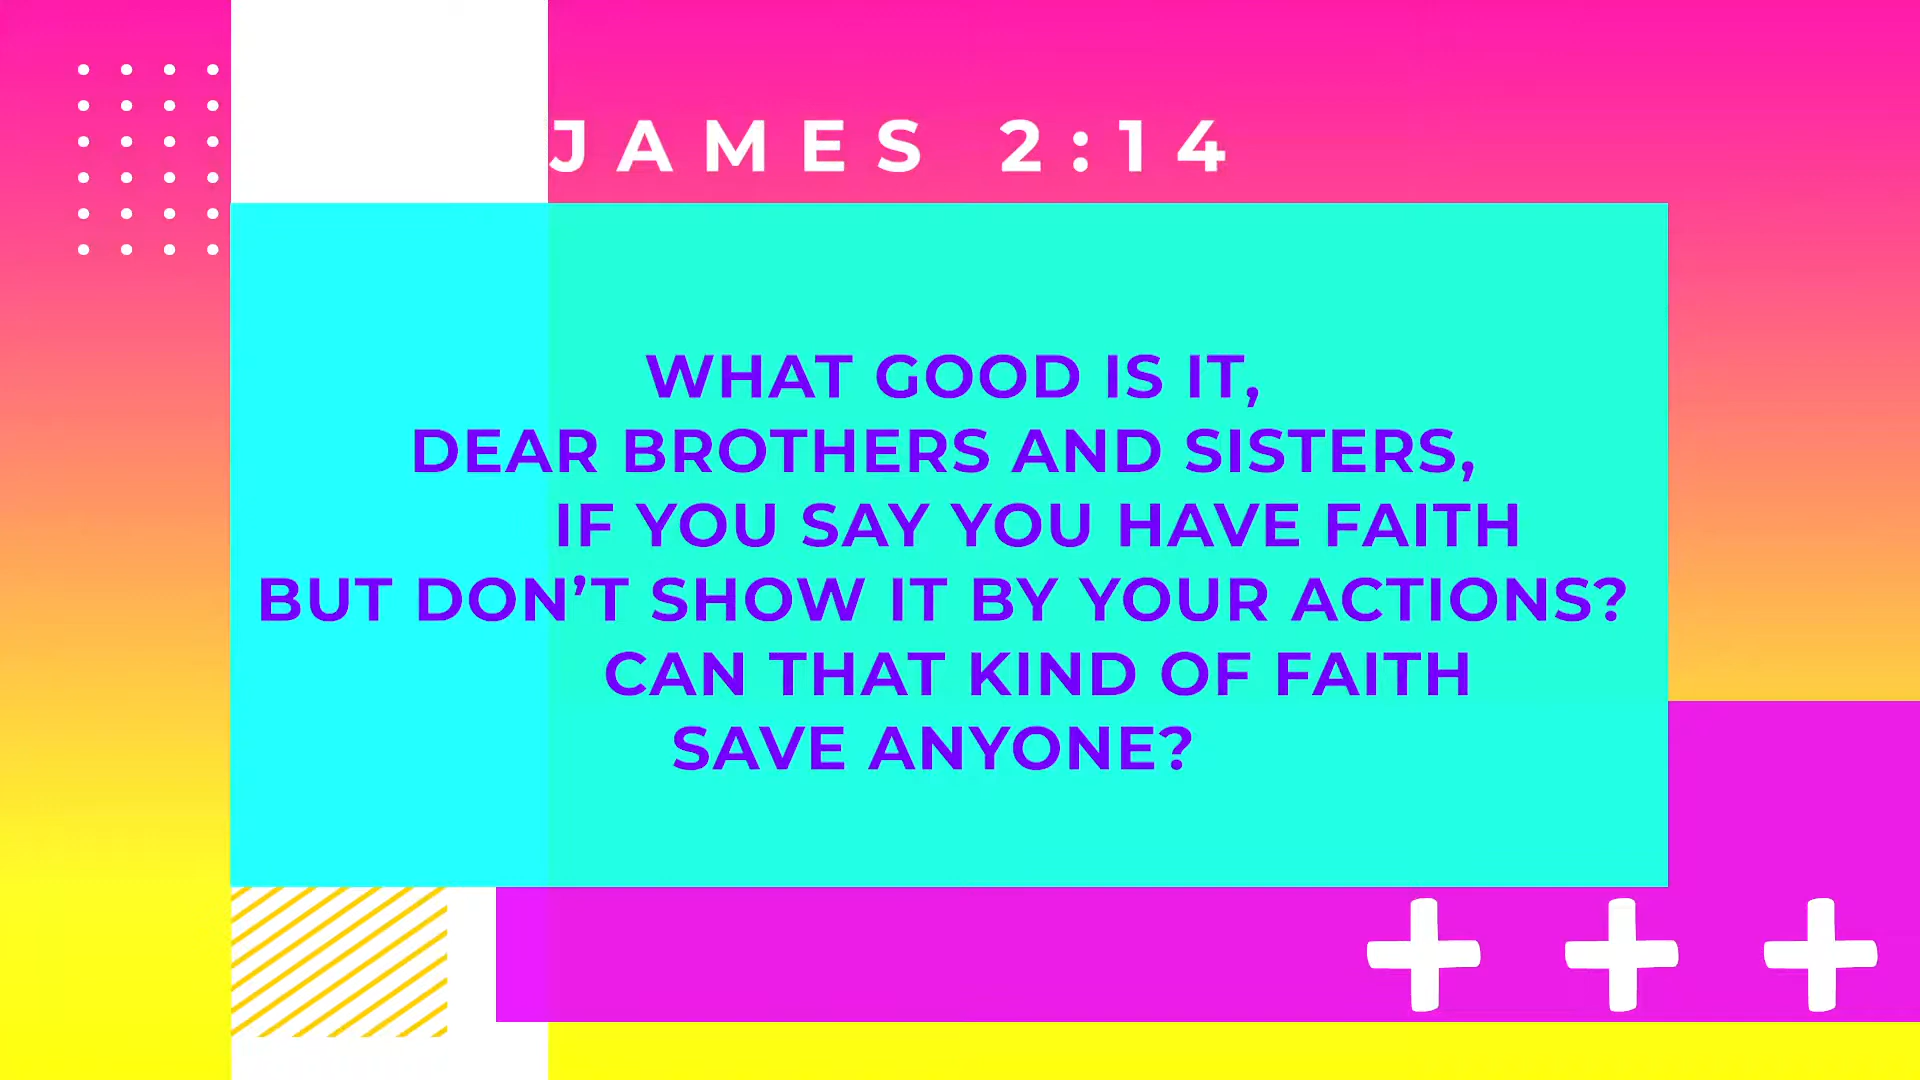 JAMES 2:14
WHAT GOOD IS IT,
DEAR BROTHERS AND SISTERS,
IF YOU SAY YOU HAVE FAITH
BUT DON’T SHOW IT BY YOUR ACTIONS?
CAN THAT KIND OF FAITH
SAVE ANYONE?